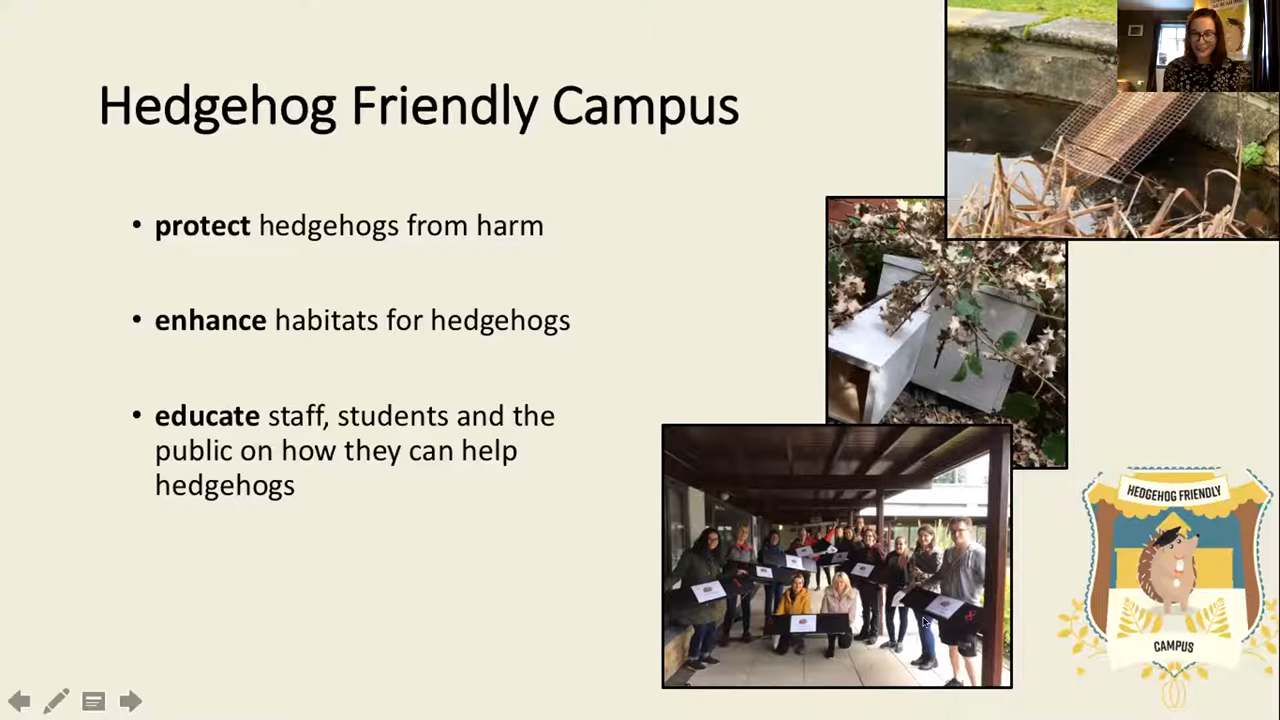 Hedgehog Friendly Campus
• protect hedgehogs from harm
• enhance habitats for hedgehogs
• educate staff, students and the
public on how they can help
hedgehogs
HEDGEHOG FRIENDLY
CAMPUS